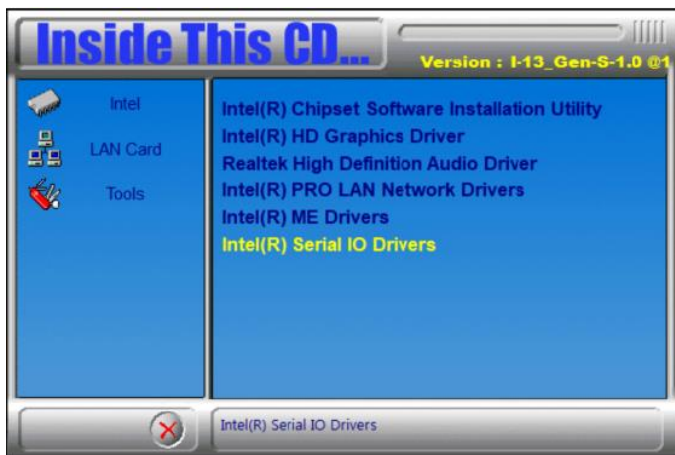 Inside This CD...
Version : I-13_Gen-S-1.0 @1
Intel
LAN Card
Tools
Intel(R) Chipset Software Installation Utility
Intel(R) HD Graphics Driver
Realtek High Definition Audio Driver
Intel(R) PRO LAN Network Drivers
Intel(R) ME Drivers
Intel(R) Serial IO Drivers
Intel(R) Serial IO Drivers